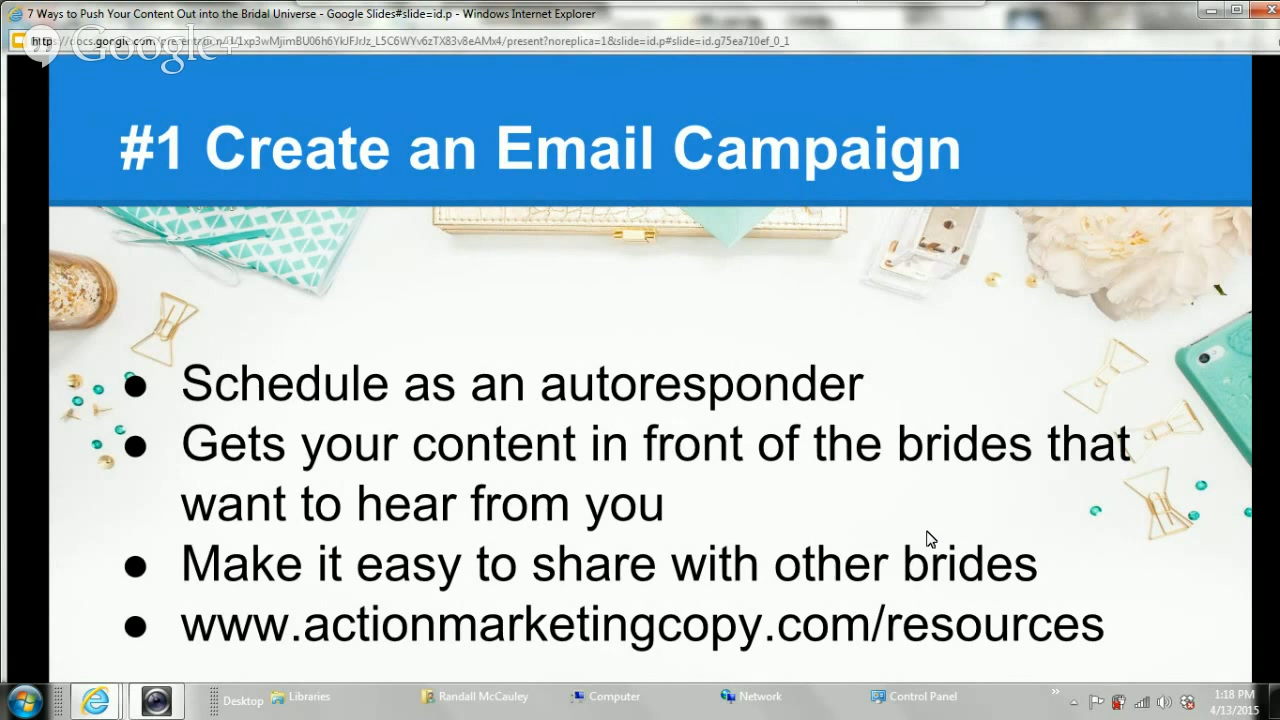 7 Ways to Push Your Content Out into the Bridal Universe - Google Slides#slide=id.p - Windows Internet Explorer
Google+
#1 Create an Email Campaign
● Schedule as an autoresponder
● Gets your content in front of the brides that
want to hear from you
● Make it easy to share with other brides
● www.actionmarketingcopy.com/resources
Desktop Libraries Randall McCauley Computer Network Control Panel »
1:18 PM
4/13/2015